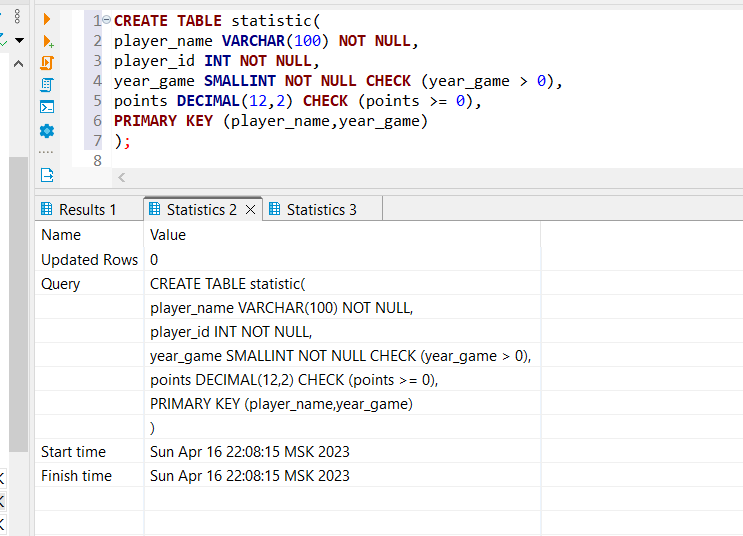 1 CREATE TABLE statistic(
2 player_name VARCHAR(100) NOT NULL,
3 player_id INT NOT NULL,
4 year_game SMALLINT NOT NULL CHECK (year_game > 0),
5 points DECIMAL(12,2) CHECK (points >= 0),
6 PRIMARY KEY (player_name,year_game)
7 );
8
Results 1 Statistics 2 Statistics 3
Name Value
Updated Rows 0
Query CREATE TABLE statistic(
player_name VARCHAR(100) NOT NULL,
player_id INT NOT NULL,
year_game SMALLINT NOT NULL CHECK (year_game > 0),
points DECIMAL(12,2) CHECK (points >= 0),
PRIMARY KEY (player_name,year_game)
)
Start time Sun Apr 16 22:08:15 MSK 2023
Finish time Sun Apr 16 22:08:15 MSK 2023